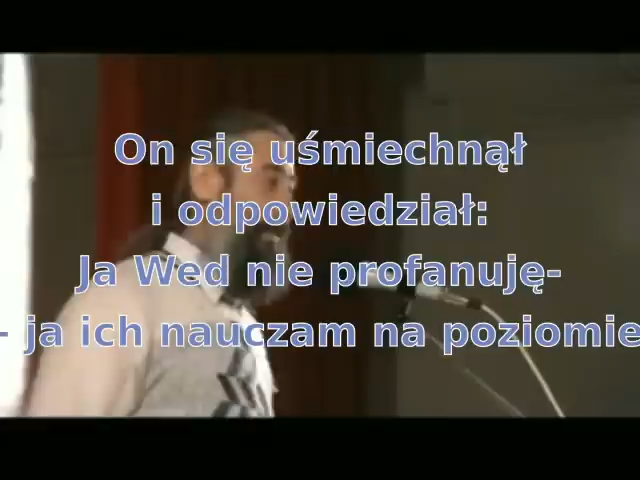 On się uśmiechnął
i odpowiedział:
Ja Wed nie profanuję-
- ja ich nauczam na poziomie